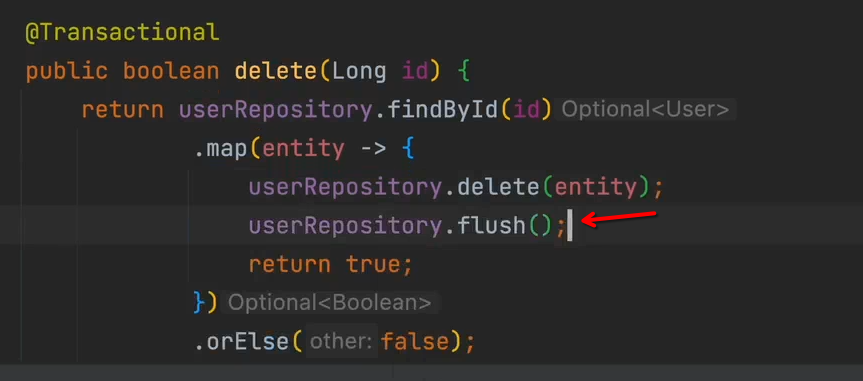 @Transactional
public boolean delete(Long id) {
return userRepository.findById(id) Optional<User>
.map(entity -> {
userRepository.delete(entity);
userRepository.flush();
return true;
}) Optional<Boolean>
.orElse( other: false);